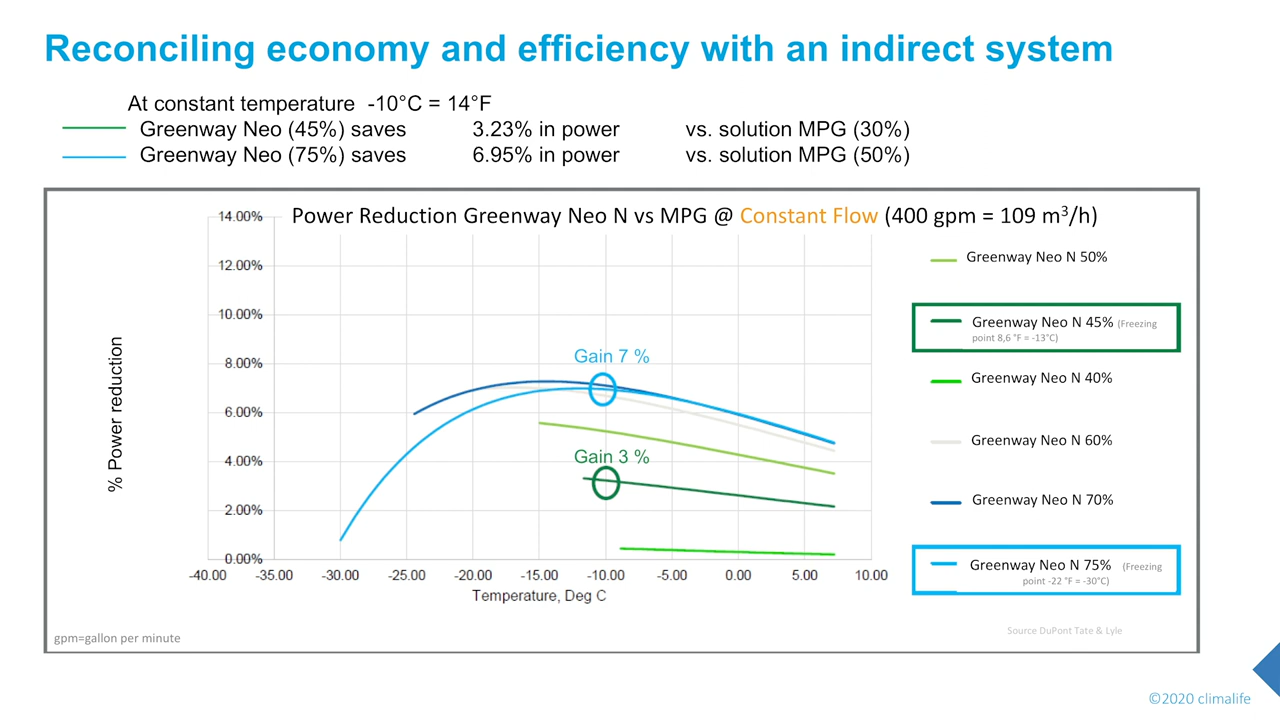 Reconciling economy and efficiency with an indirect system
At constant temperature -10°C = 14°F
Greenway Neo (45%) saves 3.23% in power vs. solution MPG (30%)
Greenway Neo (75%) saves 6.95% in power vs. solution MPG (50%)
Power Reduction Greenway Neo N vs MPG @ Constant Flow (400 gpm = 109 m³/h)
% Power reduction
14.00%
12.00%
10.00%
8.00%
6.00%
4.00%
2.00%
0.00%
Gain 7 %
Gain 3 %
-40.00 -35.00 -30.00 -25.00 -20.00 -15.00 -10.00 -5.00 0.00 5.00 10.00
Temperature, Deg C
Greenway Neo N 50%
Greenway Neo N 45% (Freezing
point 8,6 °F = -13°C)
Greenway Neo N 40%
Greenway Neo N 60%
Greenway Neo N 70%
Greenway Neo N 75% (Freezing
point -22 °F = -30°C)
Source DuPont Tate & Lyle
gpm=gallon per minute
©2020 climalife